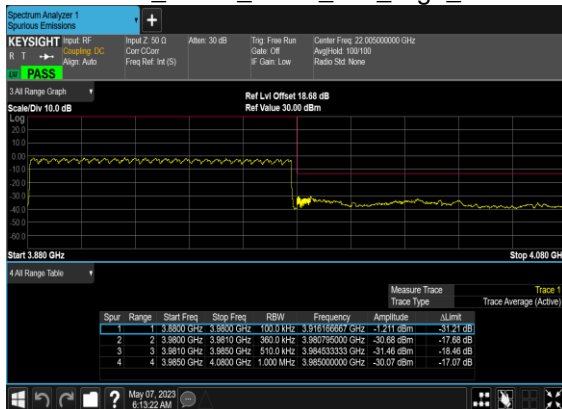 Spectrum Analyzer 1
Spurious Emissions
KEYSIGHT Input: RF Input Z: 50 Ω Atten: 30 dB Trig: Free Run Center Freq: 22.005000000 GHz
R T Coupling: DC Corr CCorr Gate: Off Avg|Hold: 100/100
Align: Auto Freq Ref: Int (S) IF Gain: Low Radio Std: None
PASS
3 All Range Graph
Ref Lvl Offset 18.68 dB
Scale/Div 10.0 dB Ref Value 30.00 dBm
Log
20.0
10.0
0.00
-10.0
-20.0
-30.0
-40.0
-50.0
-60.0
Start 3.880 GHz Stop 4.080 GHz
4 All Range Table
Measure Trace Trace 1
Trace Type Trace Average (Active)
Spur Range Start Freq Stop Freq RBW Frequency Amplitude ΔLimit
1 1 3.8800 GHz 3.9800 GHz 100.0 kHz 3.916166667 GHz -1.211 dBm -31.21 dB
2 2 3.9800 GHz 3.9810 GHz 360.0 kHz 3.980795000 GHz -30.68 dBm -17.68 dB
3 3 3.9810 GHz 3.9850 GHz 510.0 kHz 3.984533333 GHz -31.46 dBm -18.46 dB
4 4 3.9850 GHz 4.0800 GHz 1.000 MHz 3.985000000 GHz -30.07 dBm -17.07 dB
May 07, 2023
6:13:22 AM